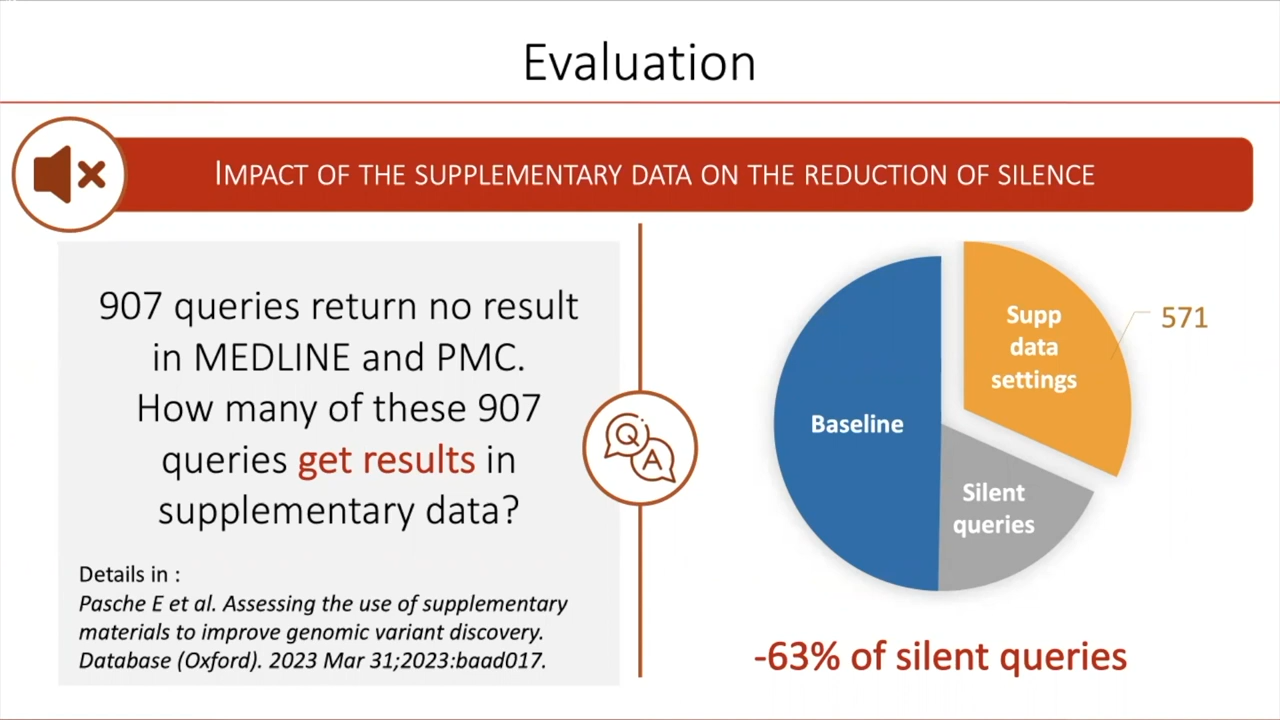 Evaluation
IMPACT OF THE SUPPLEMENTARY DATA ON THE REDUCTION OF SILENCE
907 queries return no result
in MEDLINE and PMC.
How many of these 907
queries get results in
supplementary data?
Details in :
Pasche E et al. Assessing the use of supplementary
materials to improve genomic variant discovery.
Database (Oxford). 2023 Mar 31;2023:baad017.
Q
A
Supp
data
settings
571
Baseline
Silent
queries
-63% of silent queries